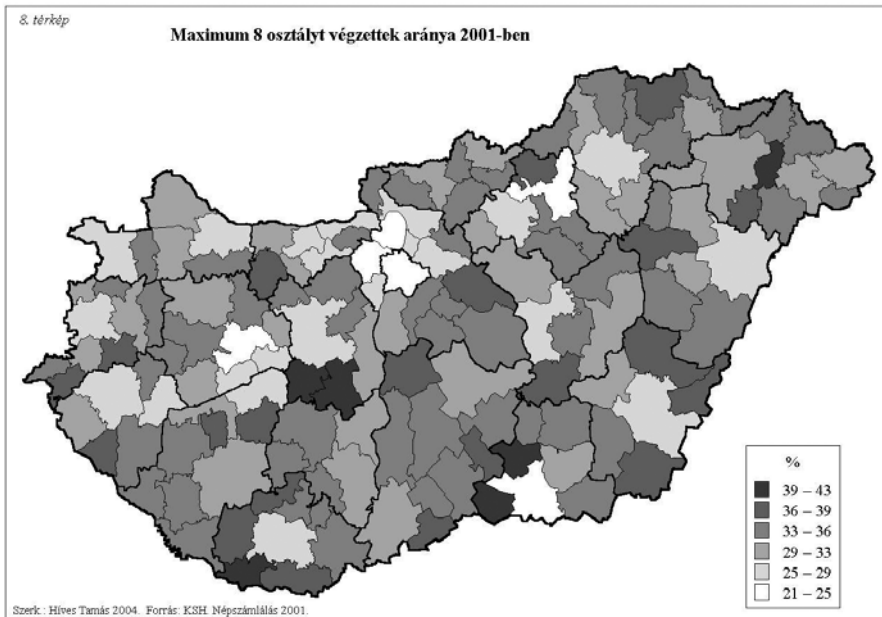 8. térkép
Maximum 8 osztályt végzettek aránya 2001-ben
%
39 – 43
36 – 39
33 – 36
29 – 33
25 – 29
21 – 25
Szerk.: Híves Tamás 2004. Forrás: KSH. Népszámlálás 2001.